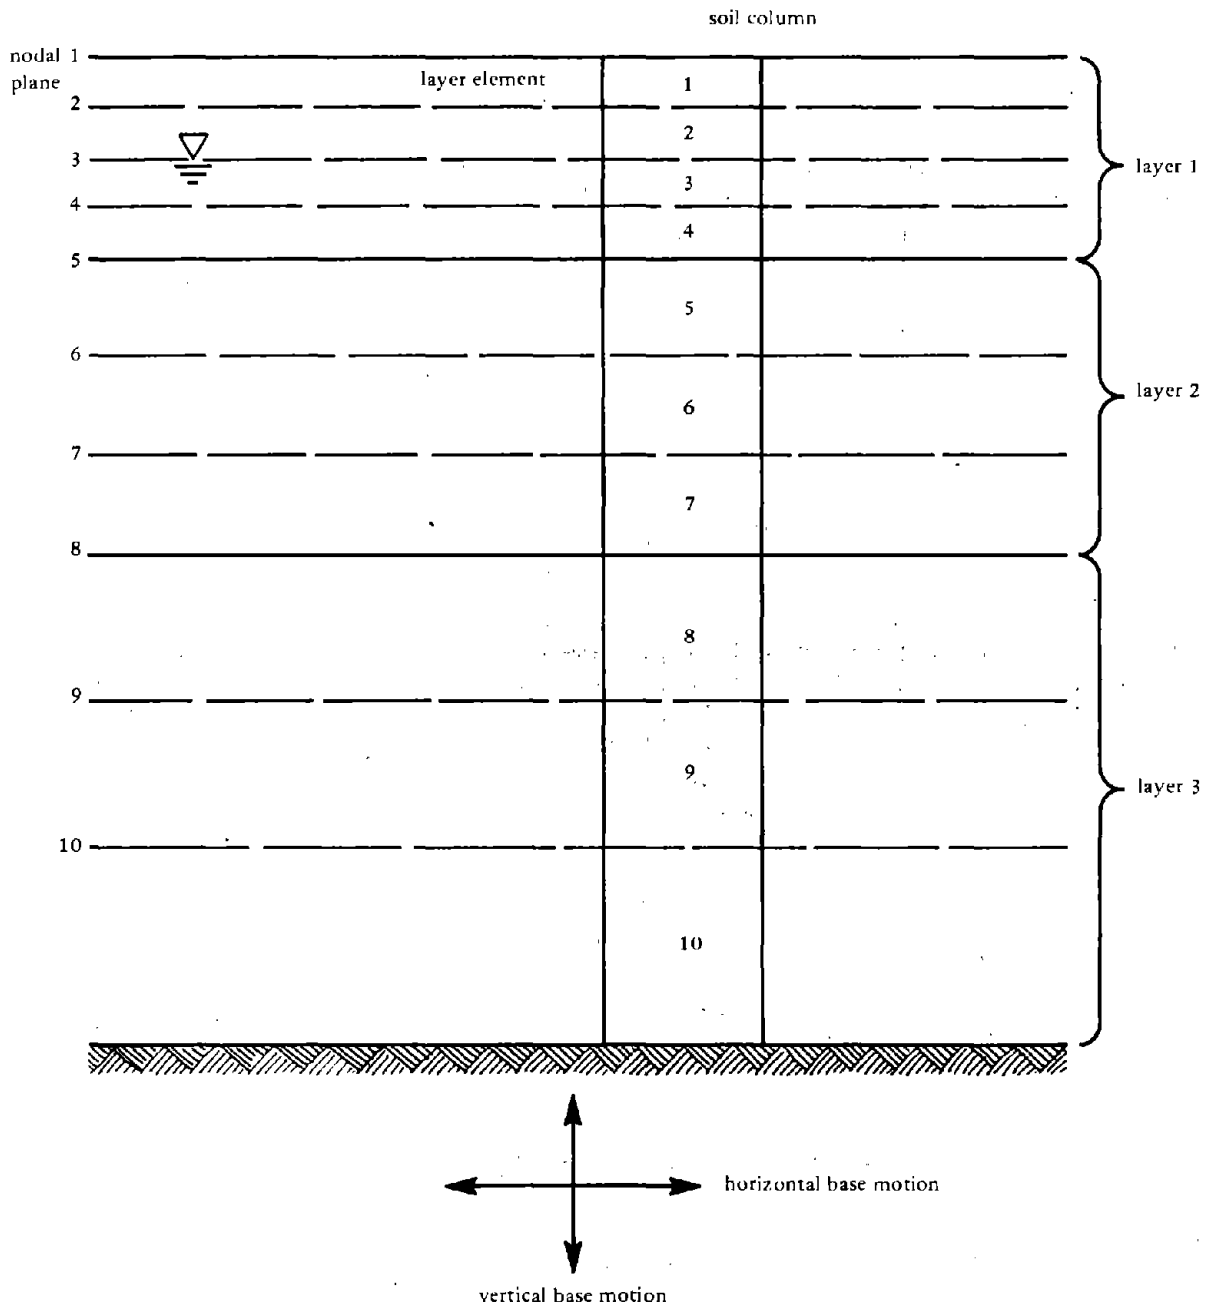 soil column
nodal 1
plane
layer element
1
2
2
3
3
layer 1
4
4
5
5
6
layer 2
6
7
7
8
8
9
9
layer 3
10
10
horizontal base motion
vertical base motion